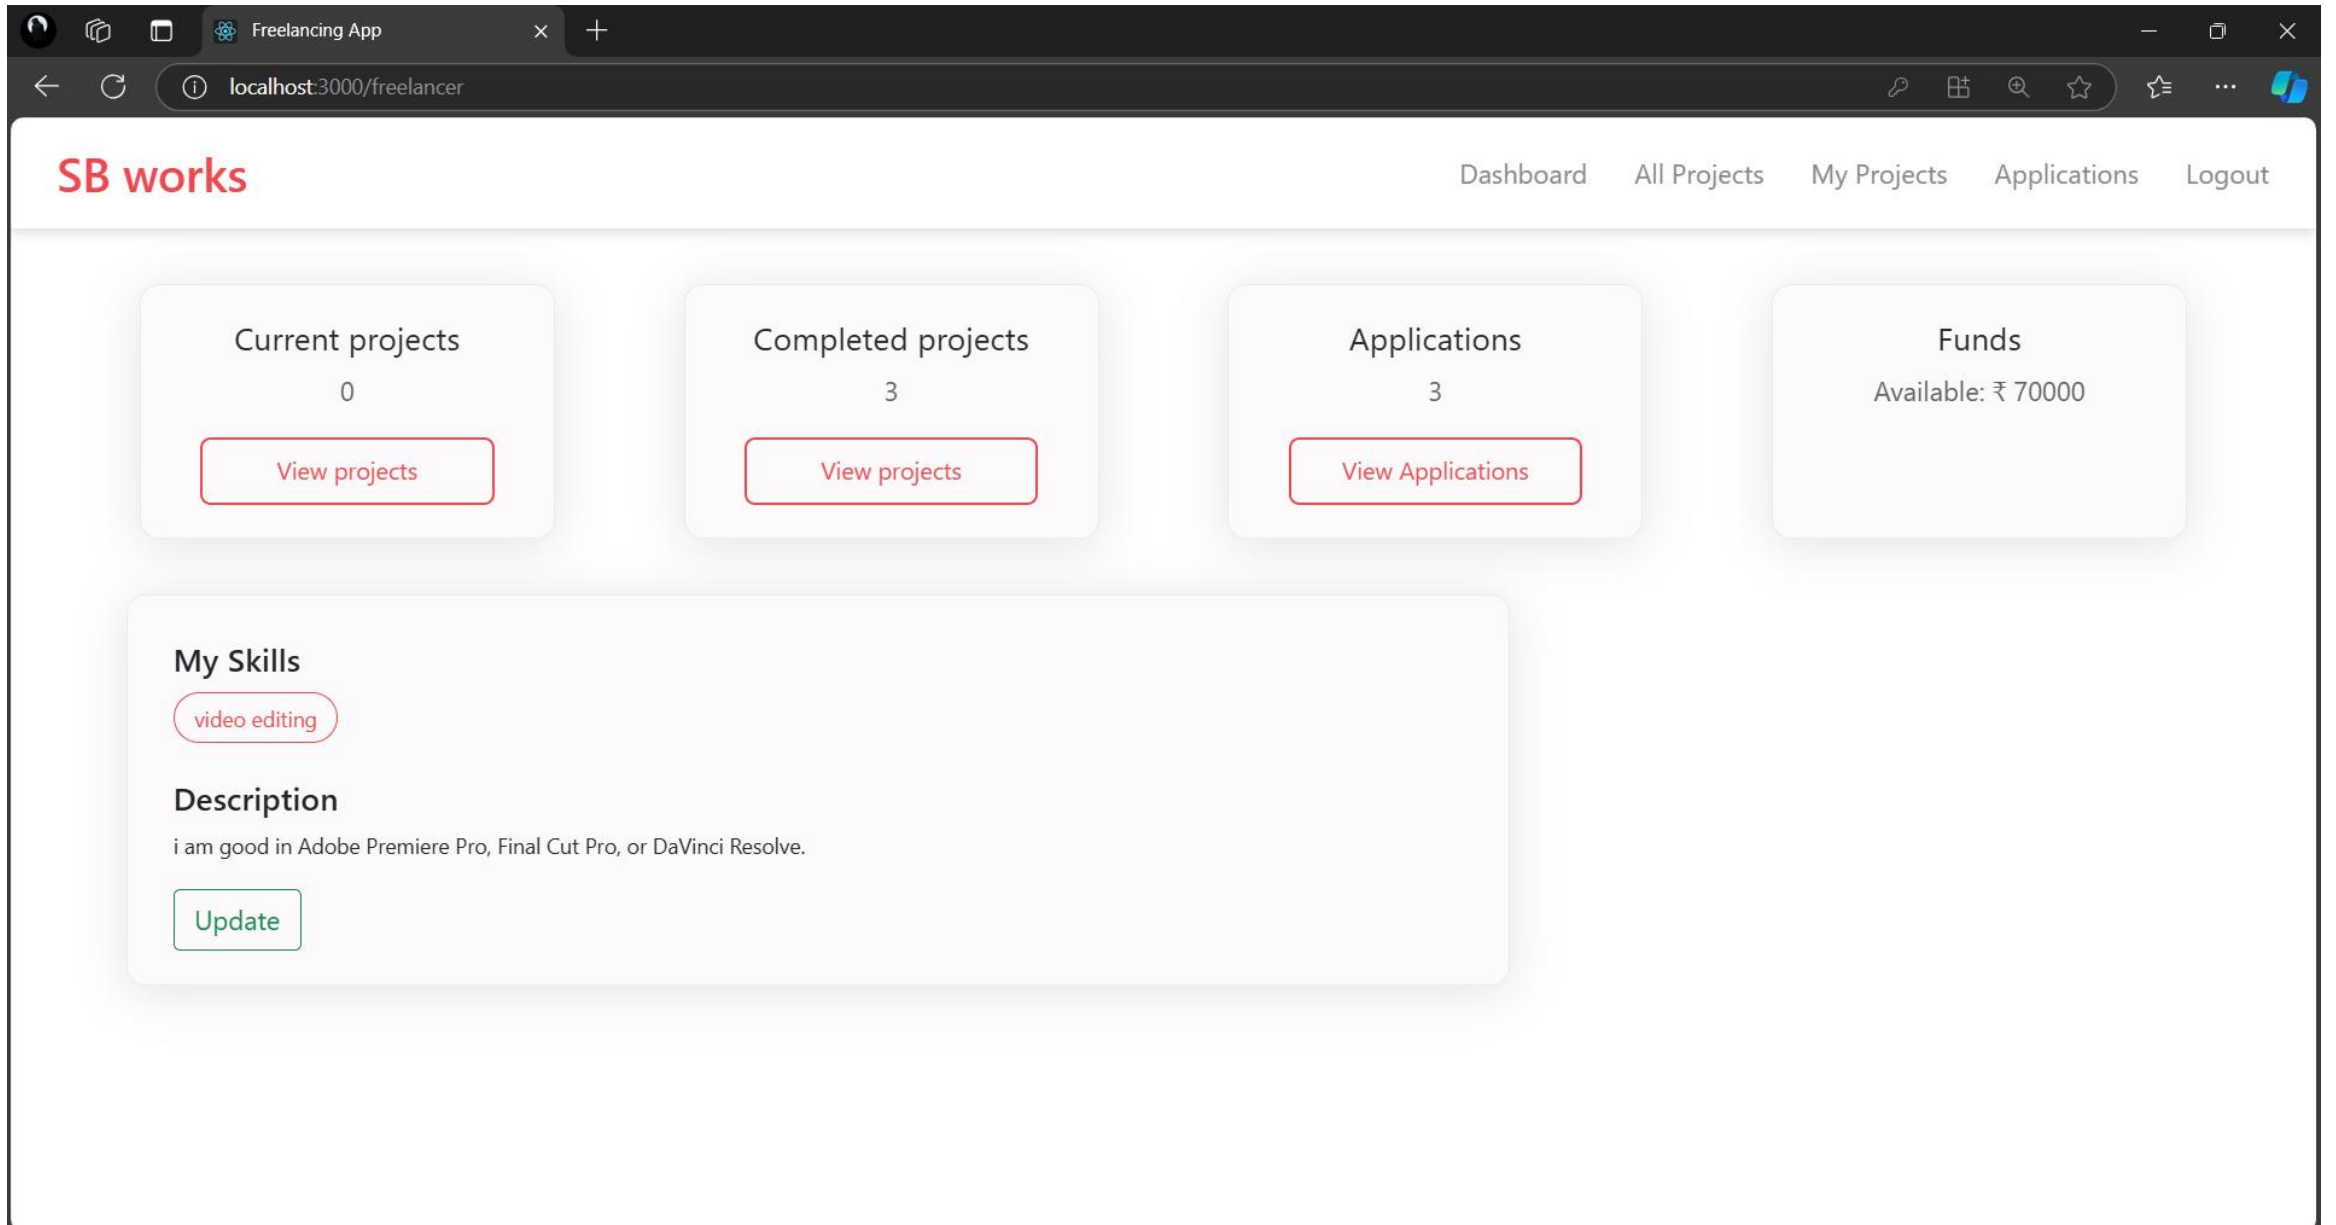 Freelancing App
localhost:3000/freelancer
SB works
Dashboard All Projects My Projects Applications Logout
Current projects
0
View projects
Completed projects
3
View projects
Applications
3
View Applications
Funds
Available: ₹ 70000
My Skills
video editing
Description
i am good in Adobe Premiere Pro, Final Cut Pro, or DaVinci Resolve.
Update